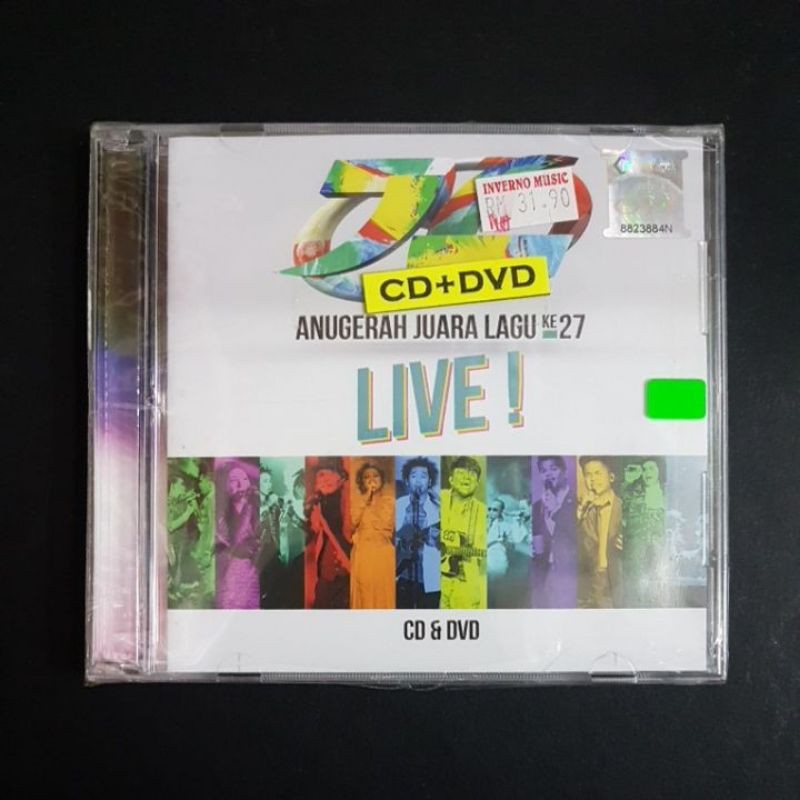 INVERNO MUSIC
RM 31.90
8823884N
CD+DVD
ANUGERAH JUARA LAGU KE 27
LIVE!
CD & DVD